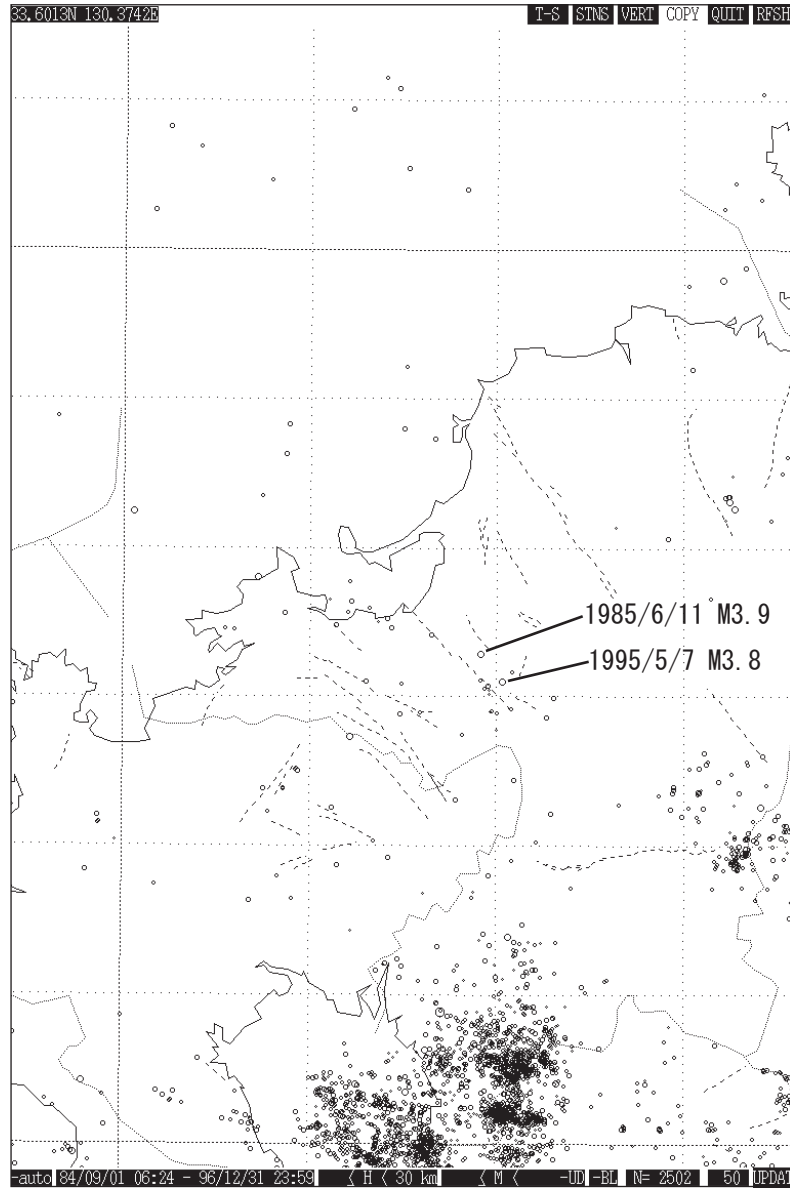 33.6013N 130.3742E T-S STNS VERT COPY QUIT RFSH
1985/6/11 M3.9
1995/5/7 M3.8
-auto 84/09/01 06:24 - 96/12/31 23:59 < H < 30 km < M < -UD -BL N= 2502 50 UPDAT